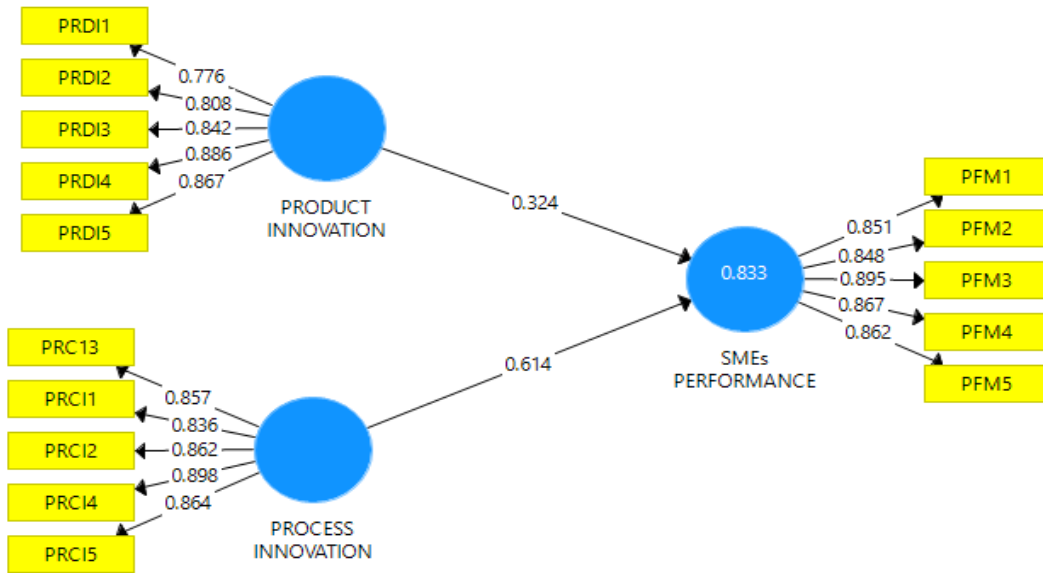 PRDI1
0.776
PRDI2
0.808
PRDI3
0.842
PRDI4
0.886
PRDI5
0.867
PRODUCT
INNOVATION
0.324
PRC13
0.857
PRCI1
0.836
PRCI2
0.862
PRCI4
0.898
PRCI5
0.864
PROCESS
INNOVATION
0.614
0.833
SMEs
PERFORMANCE
PFM1
0.851
PFM2
0.848
PFM3
0.895
PFM4
0.867
PFM5
0.862